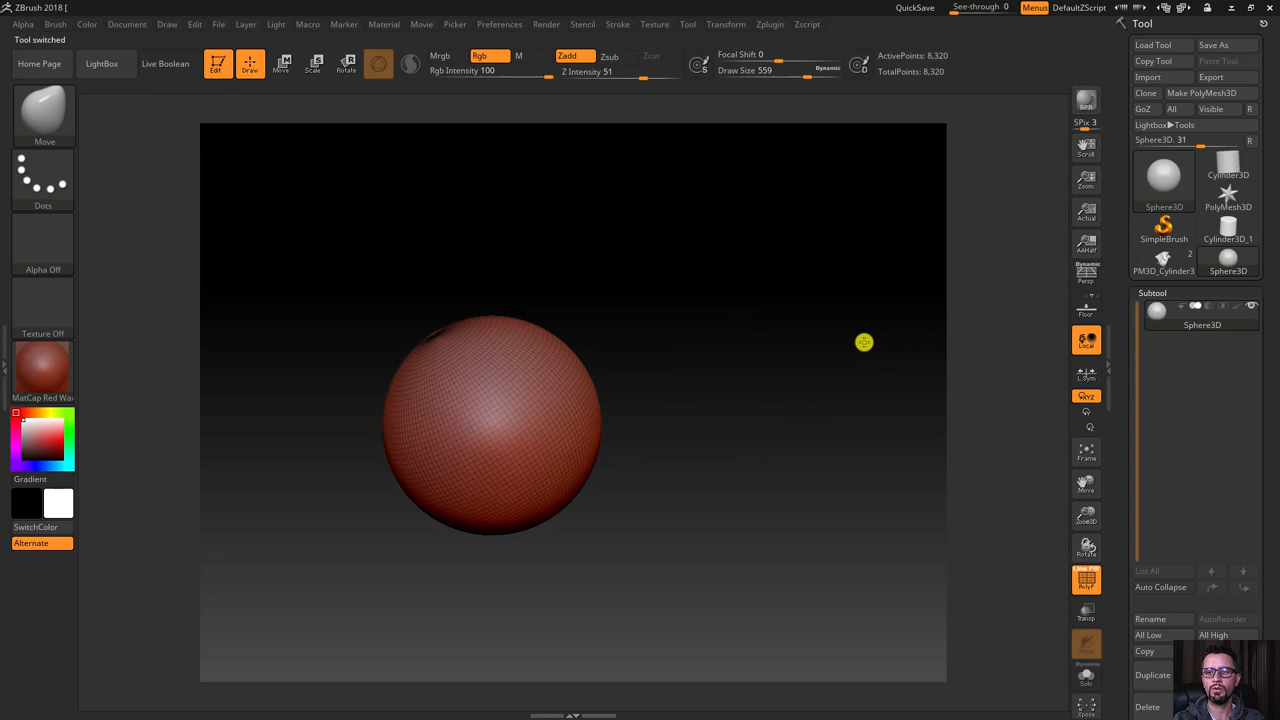 ZBrush 2018 [
QuickSave
See-through 0
Menus
DefaultZScript
Alpha Brush Color Document Draw Edit File Layer Light Macro Marker Material Movie Picker Preferences Render Stencil Stroke Texture Tool Transform Zplugin Zscript
Tool switched
Home Page
LightBox
Live Boolean
Edit
Draw
Move
Scale
Rotate
Mrgb
Rgb
M
Rgb Intensity 100
Zadd
Zsub
Zcut
Z Intensity 51
S
Focal Shift 0
Draw Size 559
Dynamic
D
ActivePoints: 8,320
TotalPoints: 8,320
Move
Dots
Alpha Off
Texture Off
MatCap Red Wax
Gradient
SwitchColor
Alternate
BPR
SPix 3
Scroll
Zoom
Actual
AAHalf
Dynamic
Persp
Floor
Local
L.Sym
XYZ
Frame
Move
Zoom3D
Rotate
Line Fill
PolyF
Transp
Dynamic
Solo
Xpose
Tool
Load Tool
Save As
Copy Tool
Paste Tool
Import
Export
Clone
Make PolyMesh3D
GoZ
All
Visible
R
Lightbox▶Tools
Sphere3D. 31
R
Sphere3D
Cylinder3D
PolyMesh3D
SimpleBrush
Cylinder3D_1
2
PM3D_Cylinder3
Sphere3D
Subtool
Sphere3D
List All
Auto Collapse
Rename
AutoReorder
All Low
All High
Copy
Duplicate
Delete